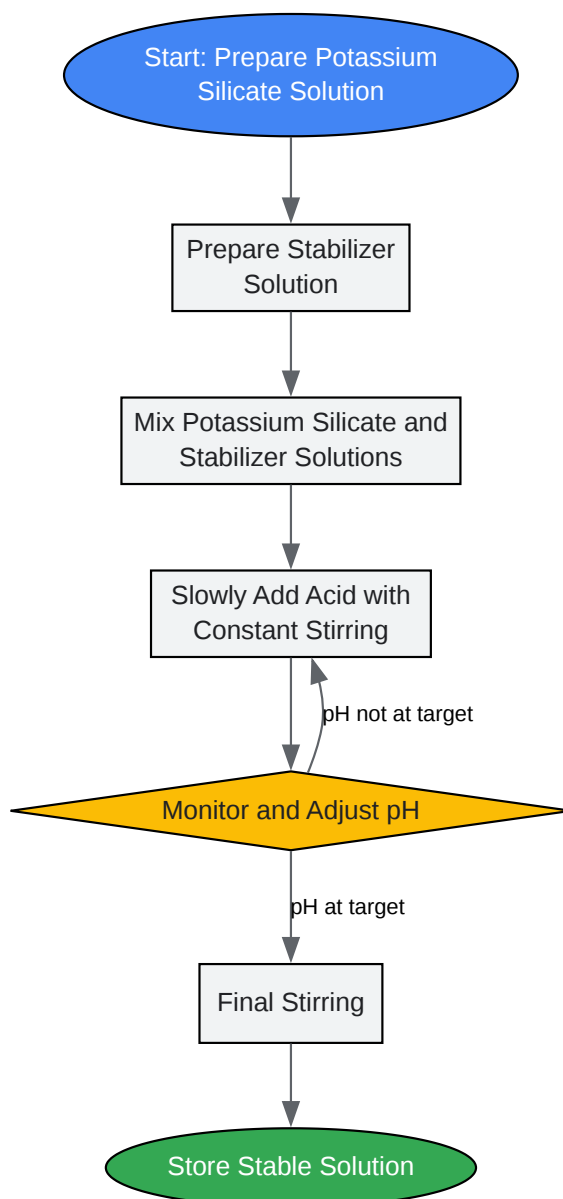 Start: Prepare Potassium
Silicate Solution
Prepare Stabilizer
Solution
Mix Potassium Silicate and
Stabilizer Solutions
Slowly Add Acid with
Constant Stirring
pH not at target
Monitor and Adjust pH
pH at target
Final Stirring
Store Stable Solution